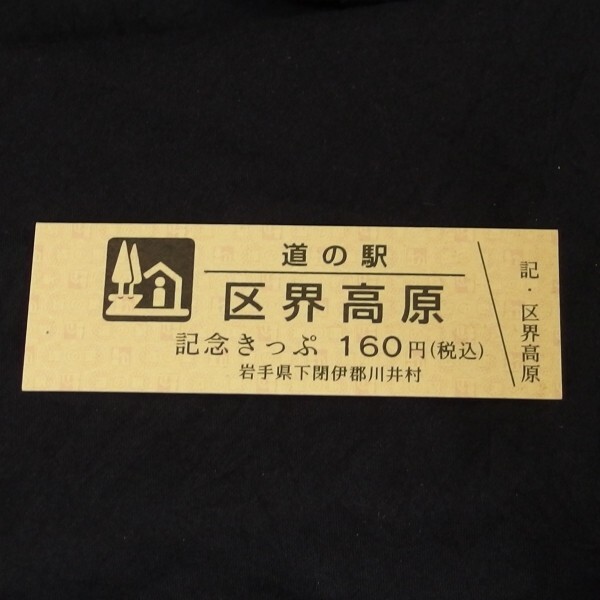 道の駅
区界高原
記念きっぷ 160円(税込)
岩手県下閉伊郡川井村
記・区界高原